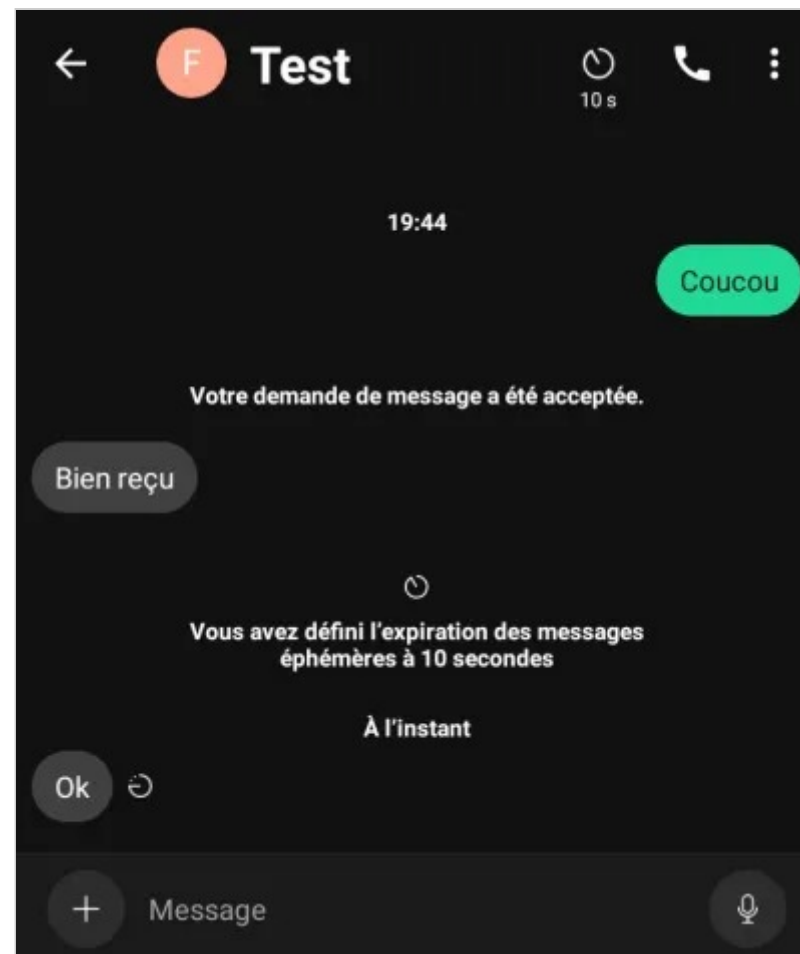 F
Test
10 s
19:44
Coucou
Votre demande de message a été acceptée.
Bien reçu
Vous avez défini l'expiration des messages
éphémères à 10 secondes
À l'instant
Ok
Message